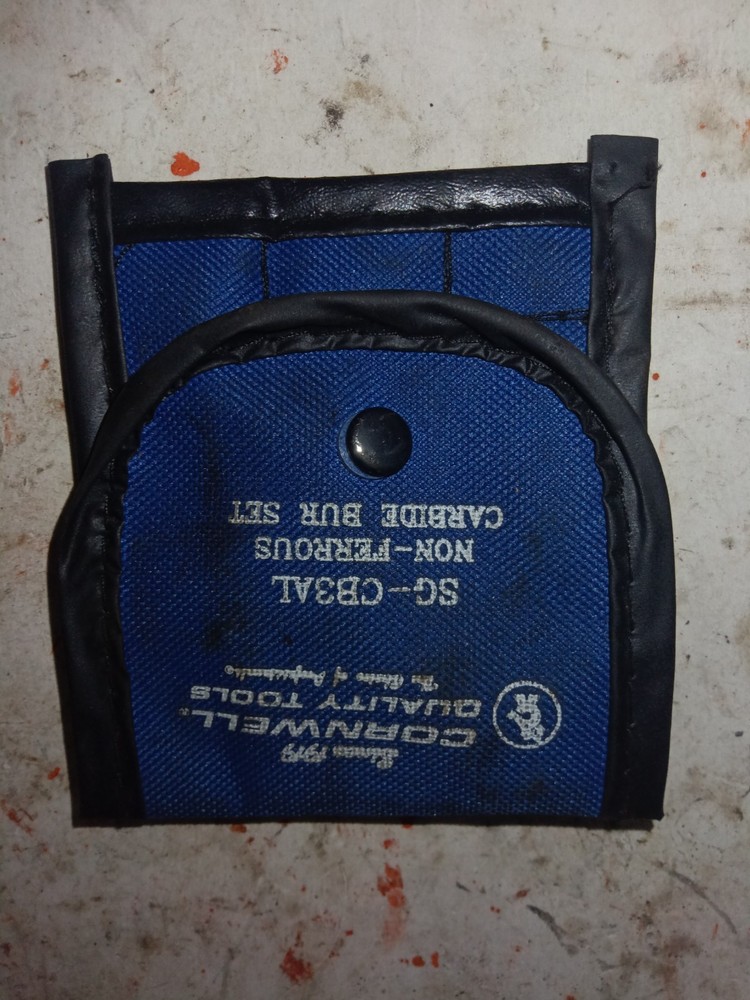 Since 1919
CORNWELL®
QUALITY TOOLS
The Choice of Professionals®
SG-CB3AL
NON-FERROUS
CARBIDE BUR SET